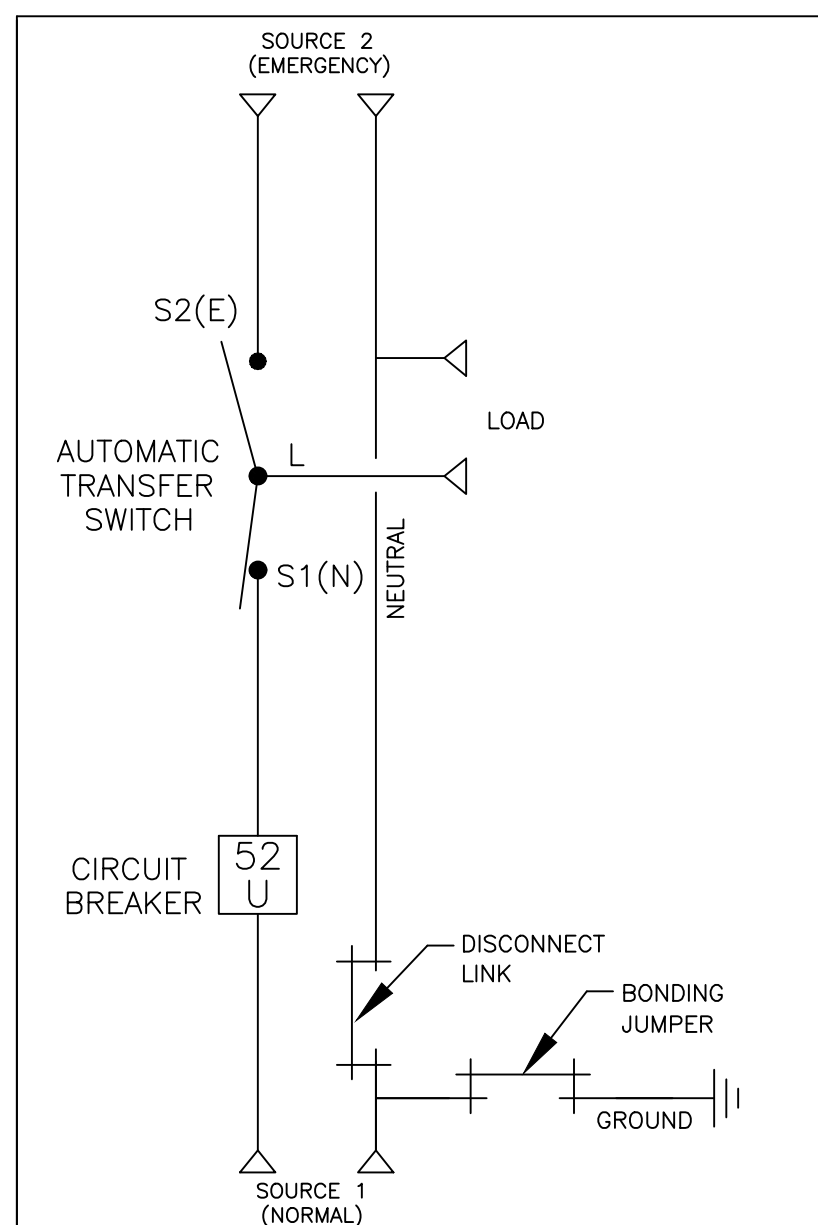 SOURCE 2
(EMERGENCY)
S2(E)
LOAD
AUTOMATIC
TRANSFER
SWITCH
L
S1(N)
NEUTRAL
CIRCUIT
BREAKER
52
U
DISCONNECT
LINK
BONDING
JUMPER
GROUND
SOURCE 1
(NORMAL)